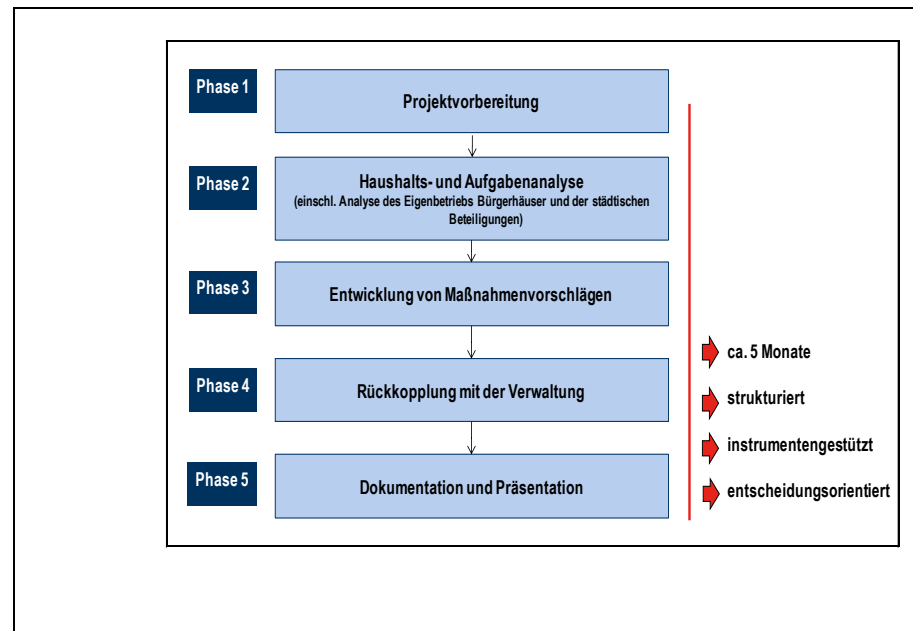 Phase 1
Projektvorbereitung
Phase 2
Haushalts- und Aufgabenanalyse
(einschl. Analyse des Eigenbetriebs Bürgerhäuser und der städtischen
Beteiligungen)
Phase 3
Entwicklung von Maßnahmenvorschlägen
Phase 4
Rückkopplung mit der Verwaltung
Phase 5
Dokumentation und Präsentation
ca. 5 Monate
strukturiert
instrumentengestützt
entscheidungsorientiert